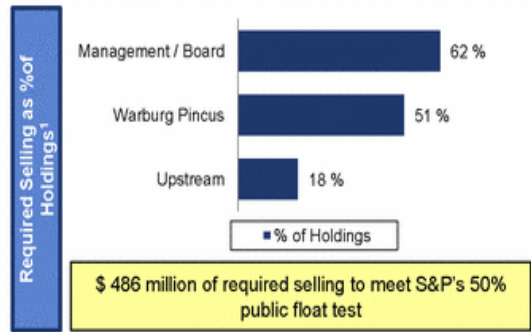 Required Selling as %of
Holdings¹
Management / Board
62 %
Warburg Pincus
51 %
Upstream
18 %
% of Holdings
$ 486 million of required selling to meet S&P's 50%
public float test